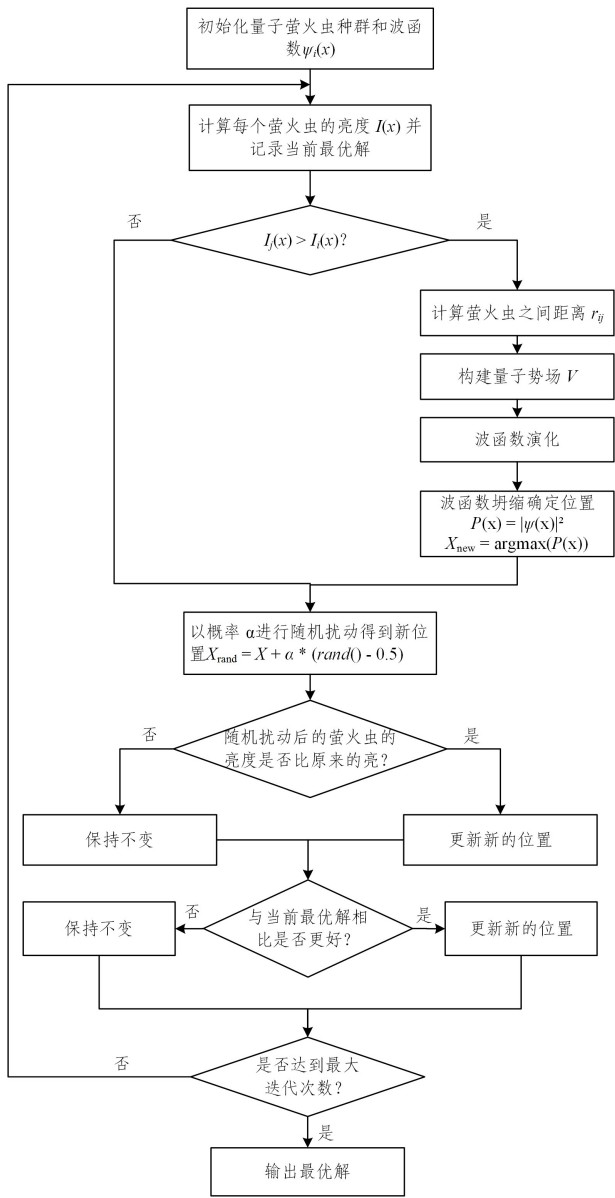 初始化量子萤火虫种群和波函
数ψᵢ(x)
计算每个萤火虫的亮度 I(x) 并
记录当前最优解
否
是
Iⱼ(x) > Iᵢ(x)?
计算萤火虫之间距离 rᵢⱼ
构建量子势场 V
波函数演化
波函数坍缩确定位置
P(x) = |ψ(x)|²
Xnew = argmax(P(x))
以概率 α进行随机扰动得到新位
置Xrand = X + α * (rand() - 0.5)
否
是
随机扰动后的萤火虫的
亮度是否比原来的亮?
保持不变
更新新的位置
保持不变
否
与当前最优解相
比是否更好?
是
更新新的位置
否
是否达到最大
迭代次数?
是
输出最优解